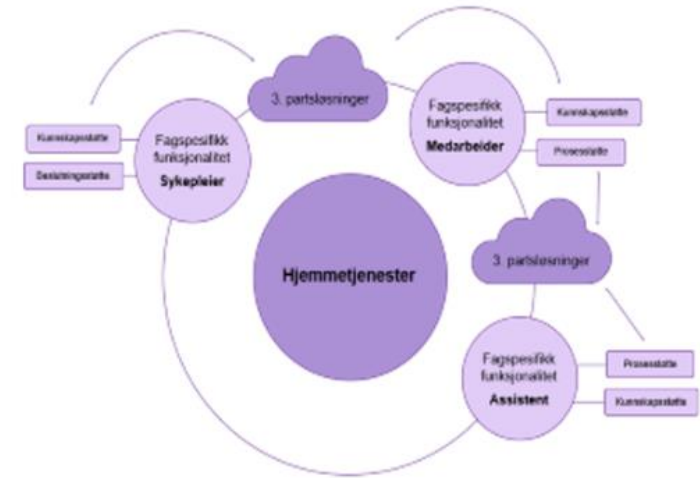 3. partsløsninger
Fagspesifikk
funksjonalitet
Sykepleier
Kunnskapsstøtte
Beslutningsstøtte
Fagspesifikk
funksjonalitet
Medarbeider
Kunnskapsstøtte
Prosesstøtte
Hjemmetjenester
3. partsløsninger
Fagspesifikk
funksjonalitet
Assistent
Prosesstøtte
Kunnskapsstøtte